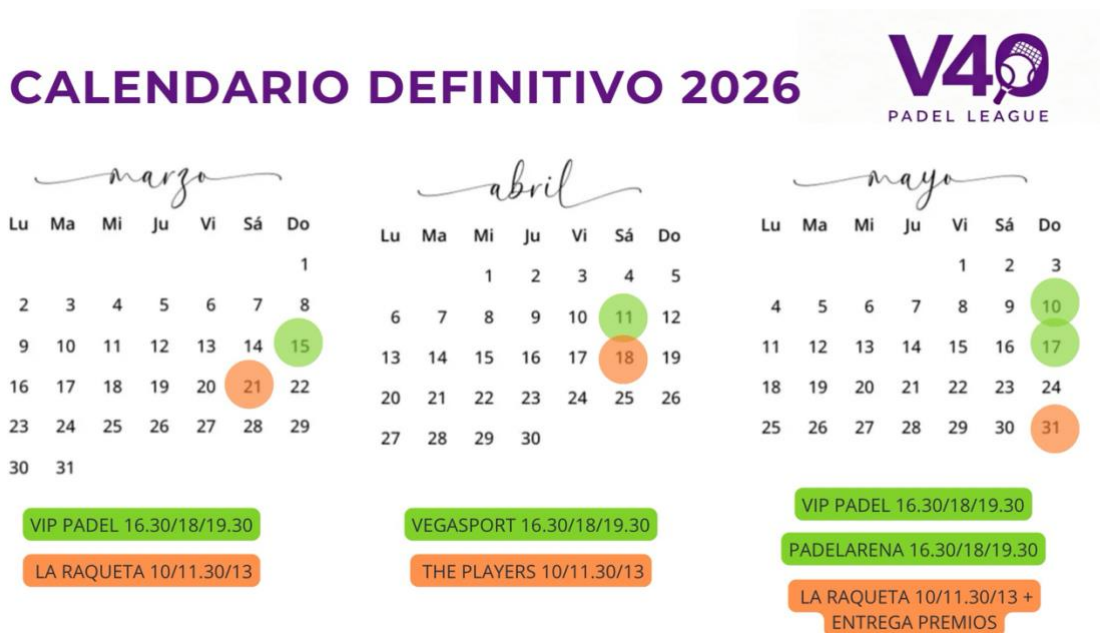 CALENDARIO DEFINITIVO 2026
V40
PADEL LEAGUE
marzo
Lu Ma Mi Ju Vi Sá Do
1
2 3 4 5 6 7 8
9 10 11 12 13 14 15
16 17 18 19 20 21 22
23 24 25 26 27 28 29
30 31
VIP PADEL 16.30/18/19.30
LA RAQUETA 10/11.30/13
abril
Lu Ma Mi Ju Vi Sá Do
1 2 3 4 5
6 7 8 9 10 11 12
13 14 15 16 17 18 19
20 21 22 23 24 25 26
27 28 29 30
VEGASPORT 16.30/18/19.30
THE PLAYERS 10/11.30/13
mayo
Lu Ma Mi Ju Vi Sá Do
1 2 3
4 5 6 7 8 9 10
11 12 13 14 15 16 17
18 19 20 21 22 23 24
25 26 27 28 29 30 31
VIP PADEL 16.30/18/19.30
PADELARENA 16.30/18/19.30
LA RAQUETA 10/11.30/13 +
ENTREGA PREMIOS